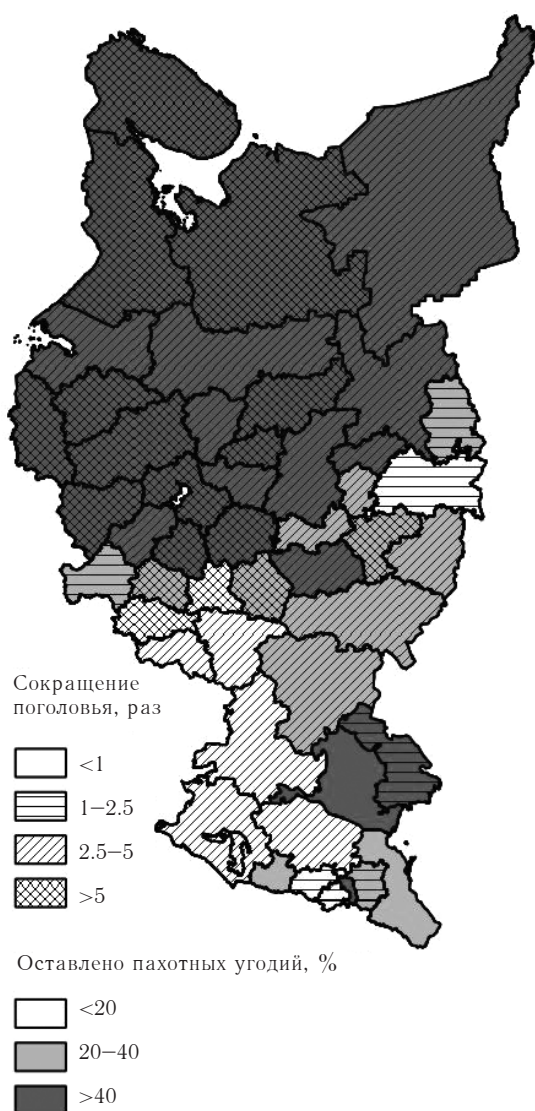 Сокращение
поголовья, раз
<1
1–2.5
2.5–5
>5
Оставлено пахотных угодий, %
<20
20–40
>40